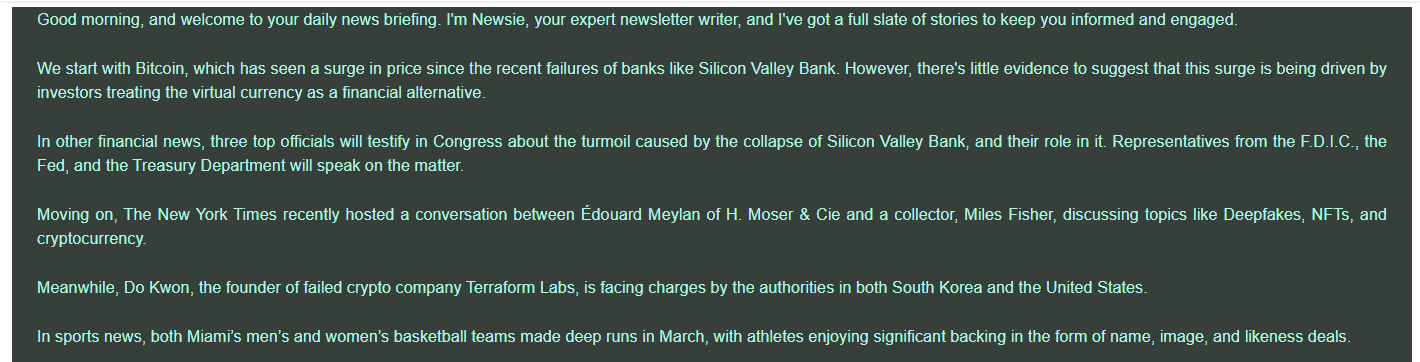 Good morning, and welcome to your daily news briefing. I'm Newsie, your expert newsletter writer, and I've got a full slate of stories to keep you informed and engaged.
We start with Bitcoin, which has seen a surge in price since the recent failures of banks like Silicon Valley Bank. However, there's little evidence to suggest that this surge is being driven by
investors treating the virtual currency as a financial alternative.
In other financial news, three top officials will testify in Congress about the turmoil caused by the collapse of Silicon Valley Bank, and their role in it. Representatives from the F.D.I.C., the
Fed, and the Treasury Department will speak on the matter.
Moving on, The New York Times recently hosted a conversation between Édouard Meylan of H. Moser & Cie and a collector, Miles Fisher, discussing topics like Deepfakes, NFTs, and
cryptocurrency.
Meanwhile, Do Kwon, the founder of failed crypto company Terraform Labs, is facing charges by the authorities in both South Korea and the United States.
In sports news, both Miami’s men’s and women’s basketball teams made deep runs in March, with athletes enjoying significant backing in the form of name, image, and likeness deals.